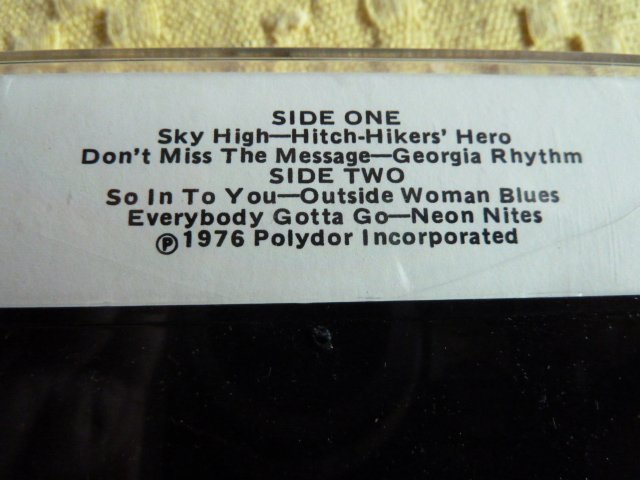 SIDE ONE
Sky High—Hitch-Hikers' Hero
Don't Miss The Message—Georgia Rhythm
SIDE TWO
So In To You—Outside Woman Blues
Everybody Gotta Go—Neon Nites
℗1976 Polydor Incorporated